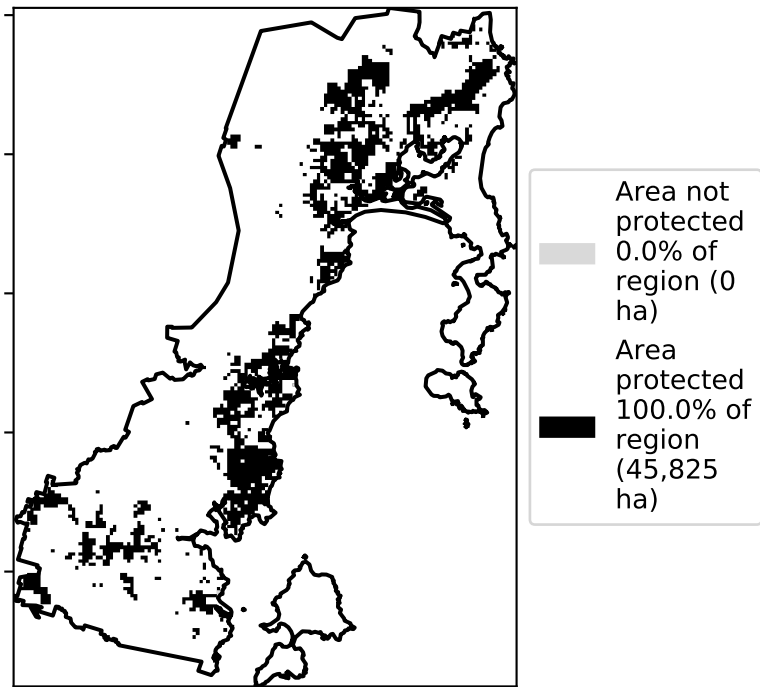 Area not
protected
0.0% of
region (0
ha)
Area
protected
100.0% of
region
(45,825
ha)